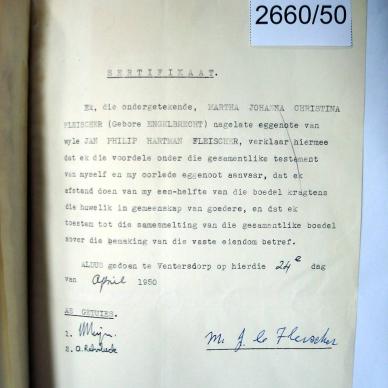 2660/50
SERTIFIKAAT.
Ek, die ondergetekende, MARTHA JOHANNA CHRISTINA
FLEISCHER (Gebore ENGELBRECHT) nagelate eggenote van
wyle JAN PHILIP HARTMAN FLEISCHER, verklaar hiermee
dat ek die voordele onder die gesamentlike testament
van myself en my oorlede eggenoot aanvaar, dat ek
afstand doen van my een-helfte van die boedel kragtens
die huwelik in gemeenskap van goedere, en dat ek
toestem tot die samesmelting van die gesamentlike boedel
sover die bemaking van die vaste eiendom betref.
ALDUS gedoen te Ventersdorp op hierdie 24e dag
van April 1950
AS GETUIES.
1.
2.
M. J. C. Fleischer